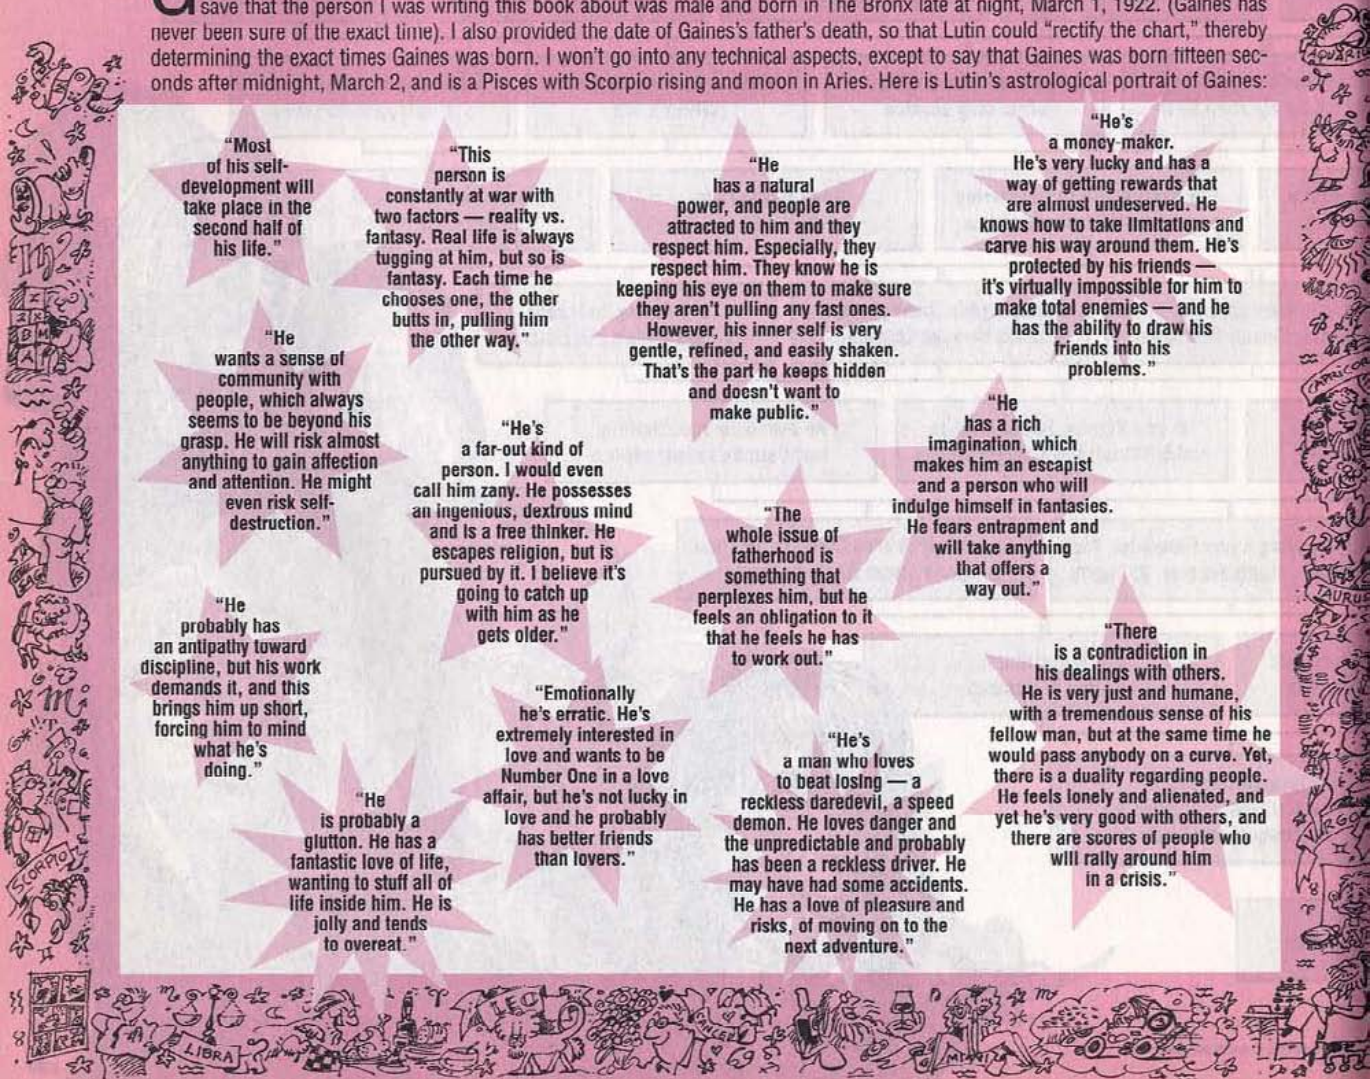 save that the person I was writing this book about was male and born in The Bronx late at night, March 1, 1922. (Gaines has
never been sure of the exact time). I also provided the date of Gaines's father's death, so that Lutin could “rectify the chart,” thereby
determining the exact times Gaines was born. I won't go into any technical aspects, except to say that Gaines was born fifteen sec-
onds after midnight, March 2, and is a Pisces with Scorpio rising and moon in Aries. Here is Lutin's astrological portrait of Gaines:
“Most
of his self-
development will
take place in the
second half of
his life.”
“This
person is
constantly at war with
two factors — reality vs.
fantasy. Real life is always
tugging at him, but so is
fantasy. Each time he
chooses one, the other
butts in, pulling him
the other way.”
“He
has a natural
power, and people are
attracted to him and they
respect him. Especially, they
respect him. They know he is
keeping his eye on them to make sure
they aren't pulling any fast ones.
However, his inner self is very
gentle, refined, and easily shaken.
That's the part he keeps hidden
and doesn't want to
make public.”
“He's
a money-maker.
He's very lucky and has a
way of getting rewards that
are almost undeserved. He
knows how to take limitations and
carve his way around them. He's
protected by his friends —
it's virtually impossible for him to
make total enemies — and he
has the ability to draw his
friends into his
problems.”
“He
wants a sense of
community with
people, which always
seems to be beyond his
grasp. He will risk almost
anything to gain affection
and attention. He might
even risk self-
destruction.”
“He's
a far-out kind of
person. I would even
call him zany. He possesses
an ingenious, dextrous mind
and is a free thinker. He
escapes religion, but is
pursued by it. I believe it's
going to catch up
with him as he
gets older.”
“The
whole issue of
fatherhood is
something that
perplexes him, but he
feels an obligation to it
that he feels he has
to work out.”
“He
has a rich
imagination, which
makes him an escapist
and a person who will
indulge himself in fantasies.
He fears entrapment and
will take anything
that offers a
way out.”
“He
probably has
an antipathy toward
discipline, but his work
demands it, and this
brings him up short,
forcing him to mind
what he's
doing.”
“He
is probably a
glutton. He has a
fantastic love of life,
wanting to stuff all of
life inside him. He is
jolly and tends
to overeat.”
“Emotionally
he's erratic. He's
extremely interested in
love and wants to be
Number One in a love
affair, but he's not lucky in
love and he probably
has better friends
than lovers.”
“He's
a man who loves
to beat losing — a
reckless daredevil, a speed
demon. He loves danger and
the unpredictable and probably
has been a reckless driver. He
may have had some accidents.
He has a love of pleasure and
risks, of moving on to the
next adventure.”
“There
is a contradiction in
his dealings with others.
He is very just and humane,
with a tremendous sense of his
fellow man, but at the same time he
would pass anybody on a curve. Yet,
there is a duality regarding people.
He feels lonely and alienated, and
yet he's very good with others, and
there are scores of people who
will rally around him
in a crisis.”
SCORPIO
LIBRA
LEO
CANCER
TAURUS